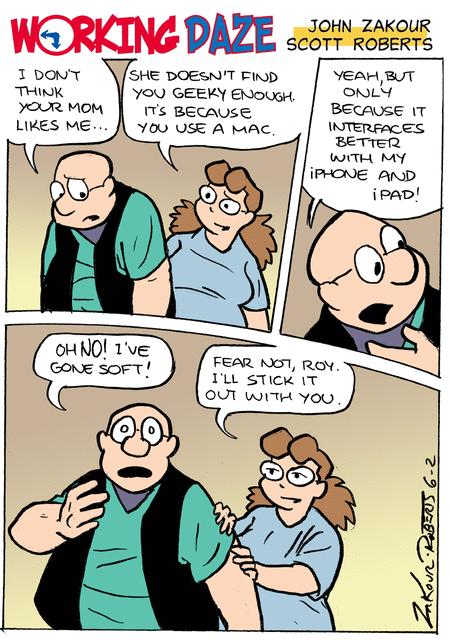 WORKING DAZE
JOHN ZAKOUR
SCOTT ROBERTS
I DON'T
THINK
YOUR MOM
LIKES ME...
SHE DOESN'T FIND
YOU GEEKY ENOUGH.
IT'S BECAUSE
YOU USE A MAC.
YEAH, BUT
ONLY
BECAUSE IT
INTERFACES
BETTER
WITH MY
iPHONE AND
iPAD!
OH NO! I'VE
GONE SOFT!
FEAR NOT, ROY.
I'LL STICK IT
OUT WITH YOU.
ZAKOUR·ROBERTS 6-2